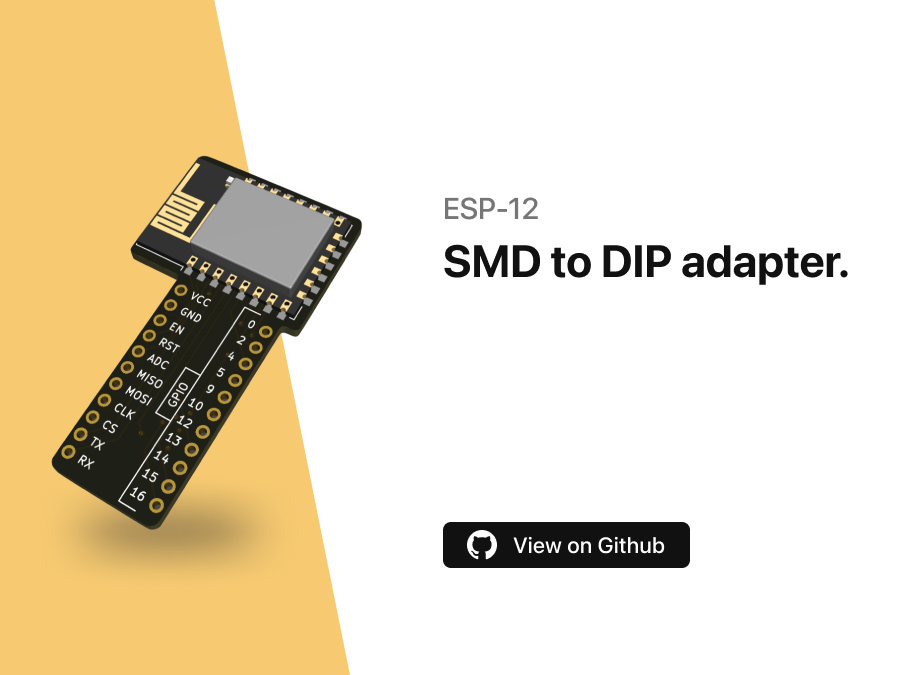 ESP-12
SMD to DIP adapter.
VCC
GND
EN
RST
ADC
MISO
MOSI
CLK
CS
TX
RX
GPIO
0
2
4
5
9
10
12
13
14
15
16
View on Github